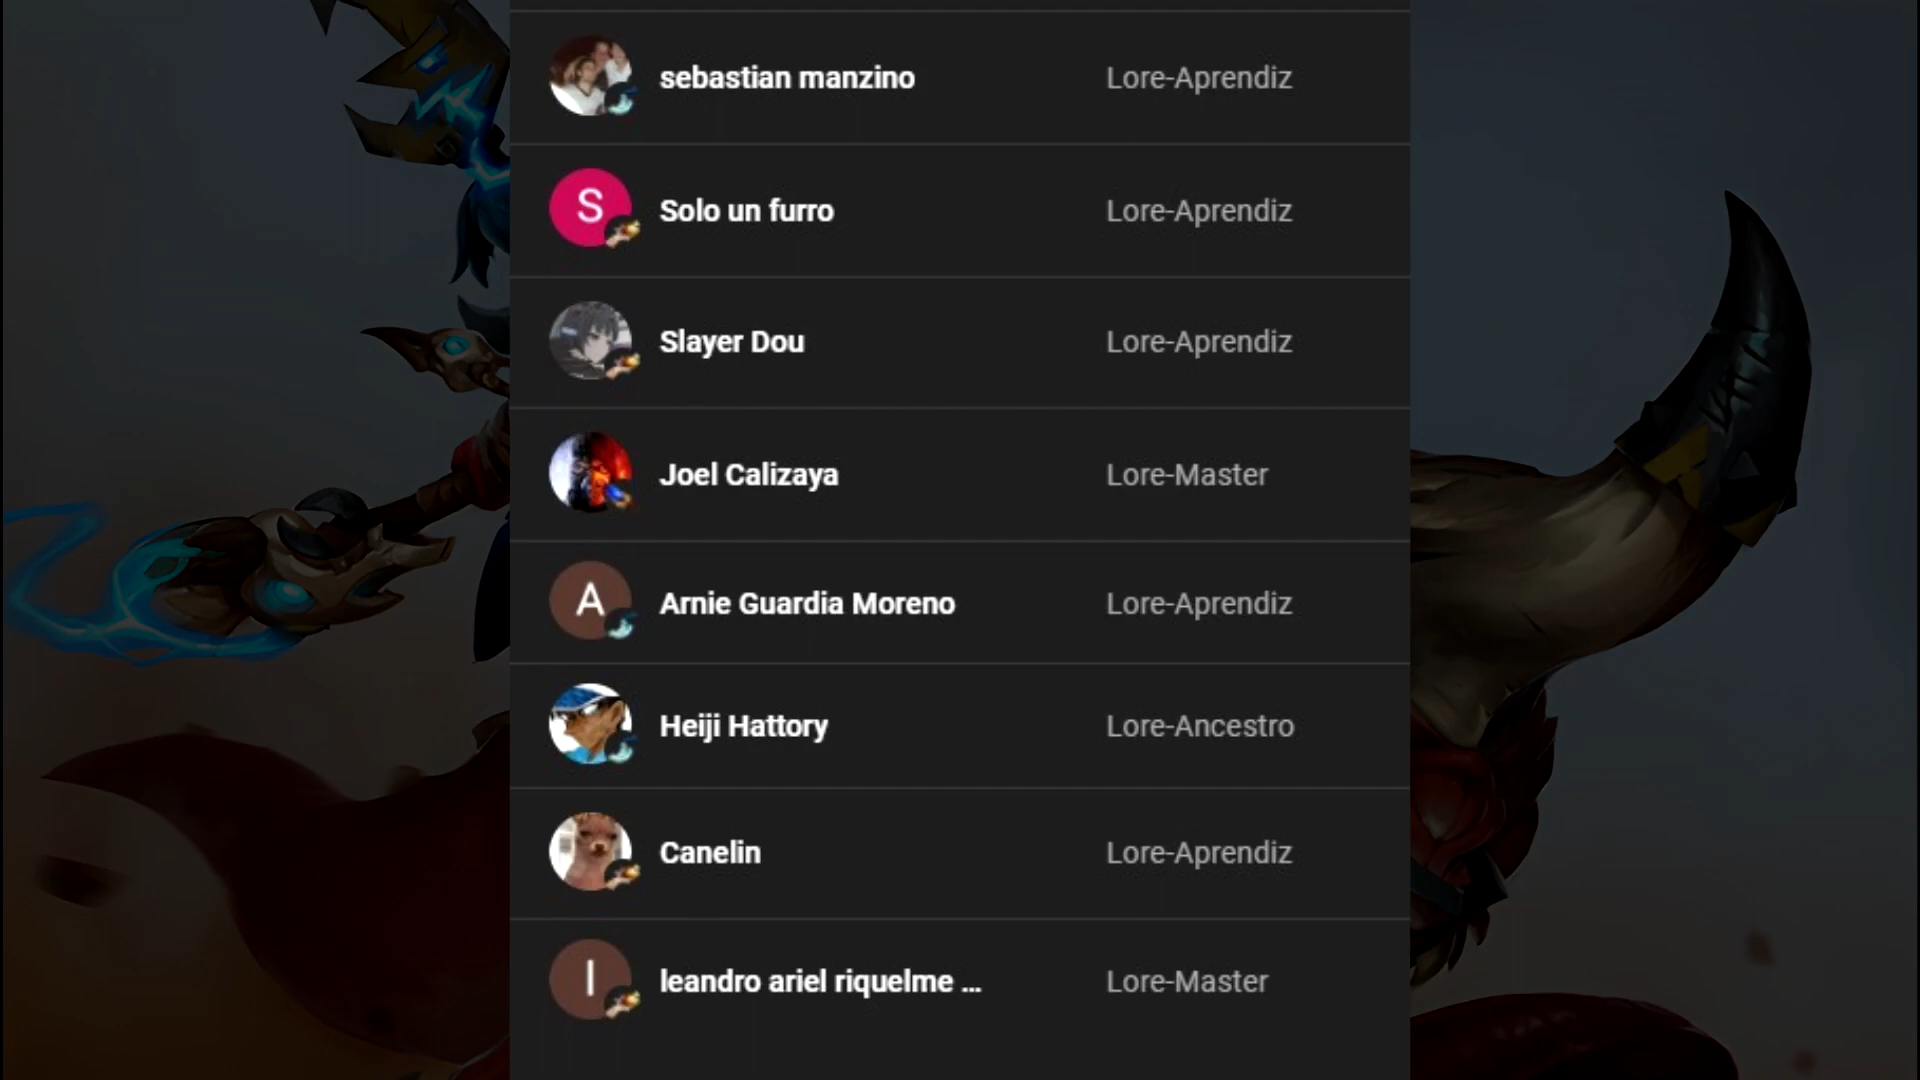 sebastian manzino Lore-Aprendiz
S Solo un furro Lore-Aprendiz
Slayer Dou Lore-Aprendiz
Joel Calizaya Lore-Master
A Arnie Guardia Moreno Lore-Aprendiz
Heiji Hattory Lore-Ancestro
Canelin Lore-Aprendiz
l leandro ariel riquelme ... Lore-Master